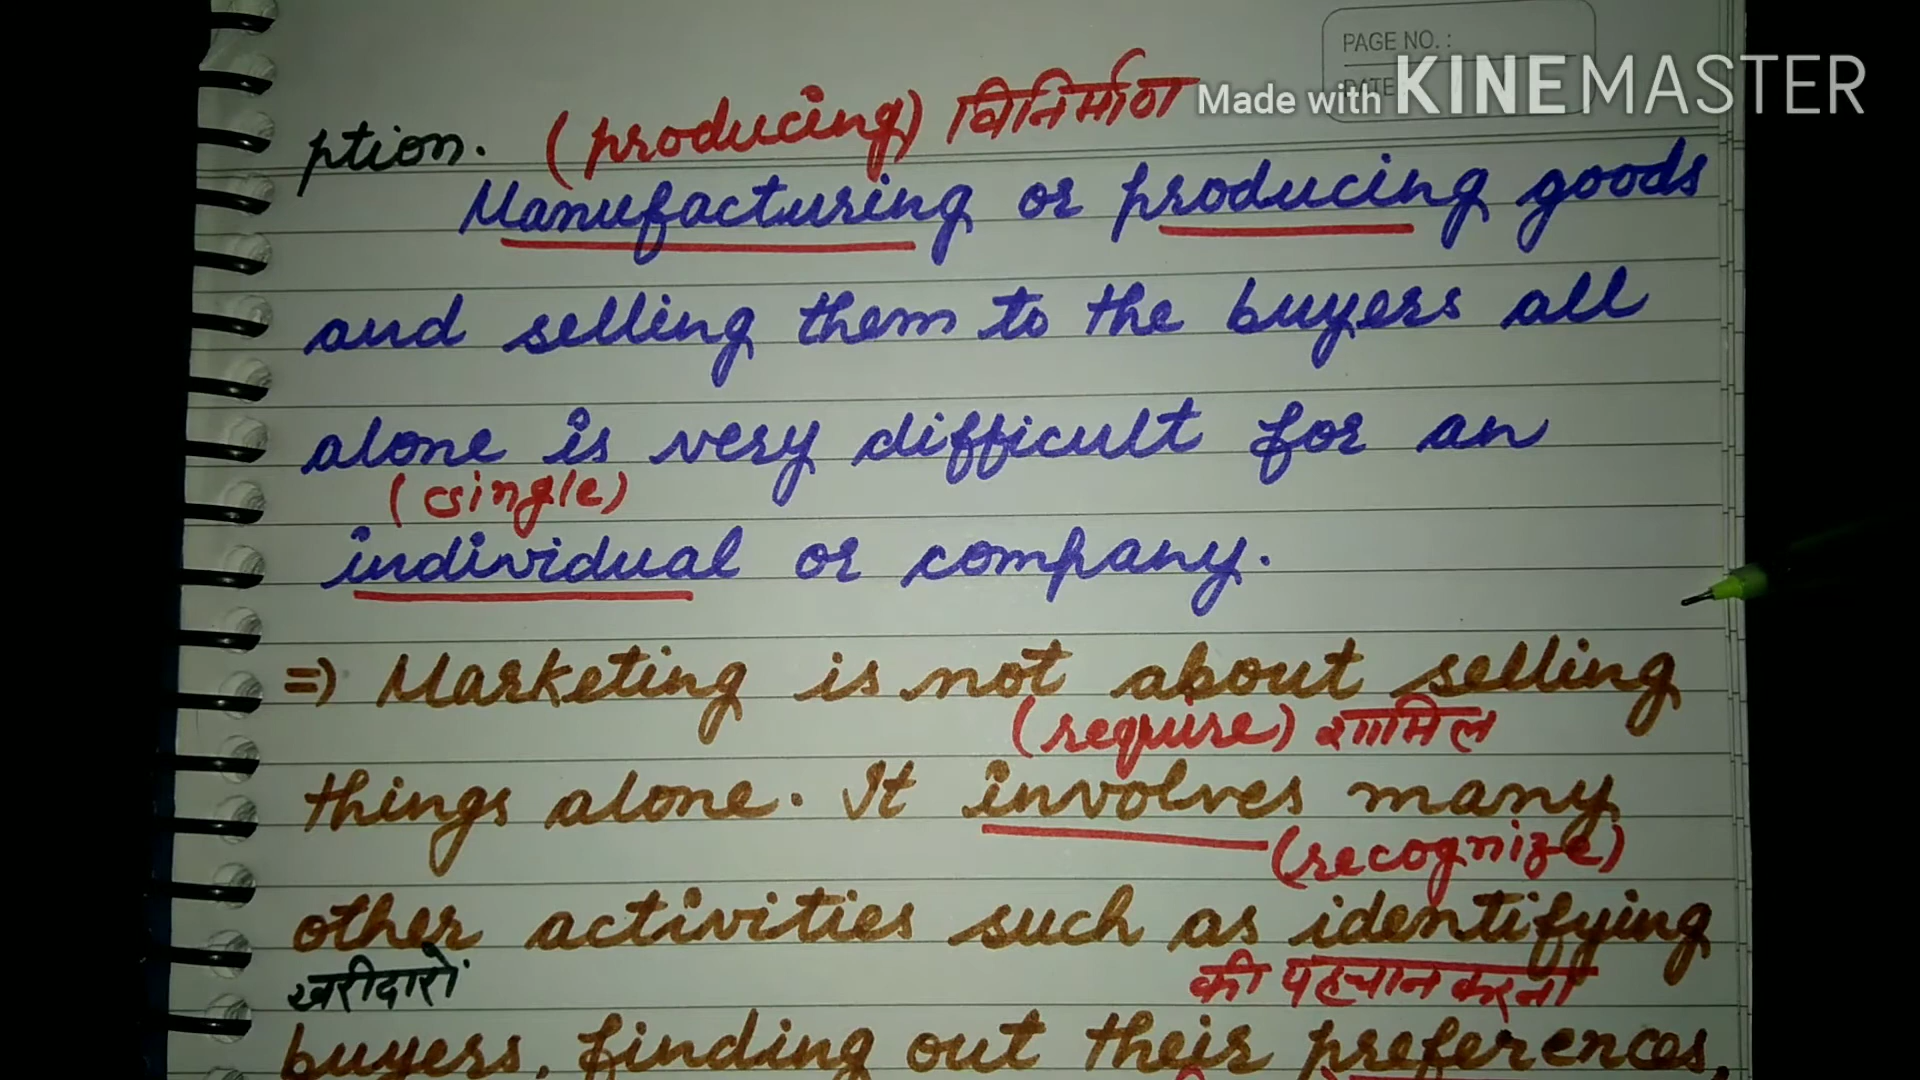 PAGE NO. :
DATE
Made with KINEMASTER
(producing) विनिर्माण
ption.
Manufacturing or producing goods
and selling them to the buyers all
alone is very difficult for an
(single)
individual or company.
=> Marketing is not about selling
(require) शामिल
things alone. It involves many
(recognize)
other activities such as identifying
खरीदारों की पहचान करना
buyers, finding out their preferences,